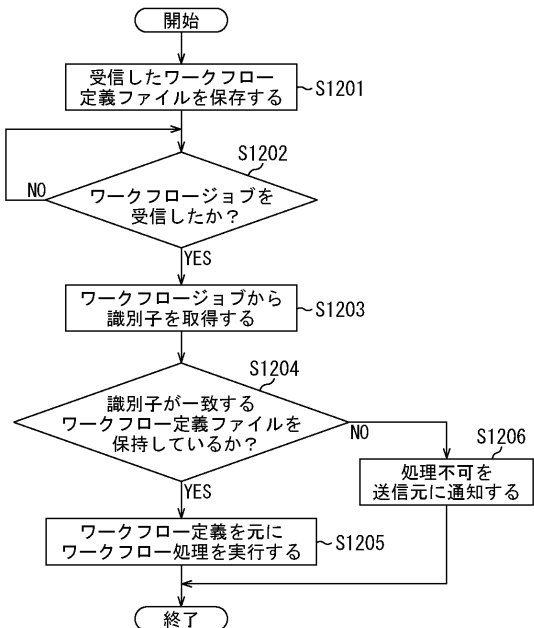 開始
受信したワークフロー
定義ファイルを保存する
S1201
S1202
ワークフロージョブを
受信したか？
NO
YES
ワークフロージョブから
識別子を取得する
S1203
S1204
識別子が一致する
ワークフロー定義ファイルを
保持しているか？
NO
YES
S1206
処理不可を
送信元に通知する
ワークフロー定義を元に
ワークフロー処理を実行する
S1205
終了